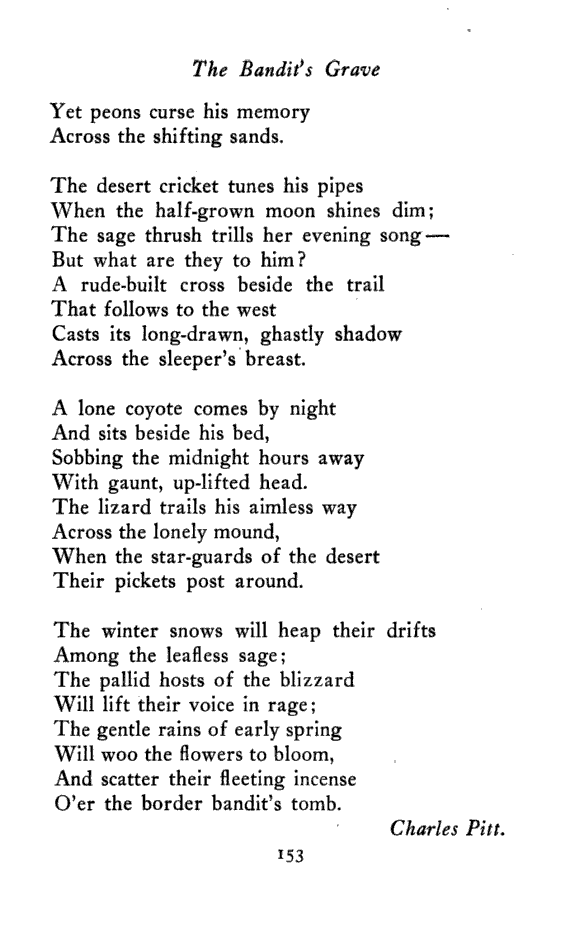 The Bandit's Grave
Yet peons curse his memory
Across the shifting sands.
The desert cricket tunes his pipes
When the half-grown moon shines dim;
The sage thrush trills her evening song—
But what are they to him?
A rude-built cross beside the trail
That follows to the west
Casts its long-drawn, ghastly shadow
Across the sleeper's breast.
A lone coyote comes by night
And sits beside his bed,
Sobbing the midnight hours away
With gaunt, up-lifted head.
The lizard trails his aimless way
Across the lonely mound,
When the star-guards of the desert
Their pickets post around.
The winter snows will heap their drifts
Among the leafless sage;
The pallid hosts of the blizzard
Will lift their voice in rage;
The gentle rains of early spring
Will woo the flowers to bloom,
And scatter their fleeting incense
O'er the border bandit's tomb.
Charles Pitt.
153